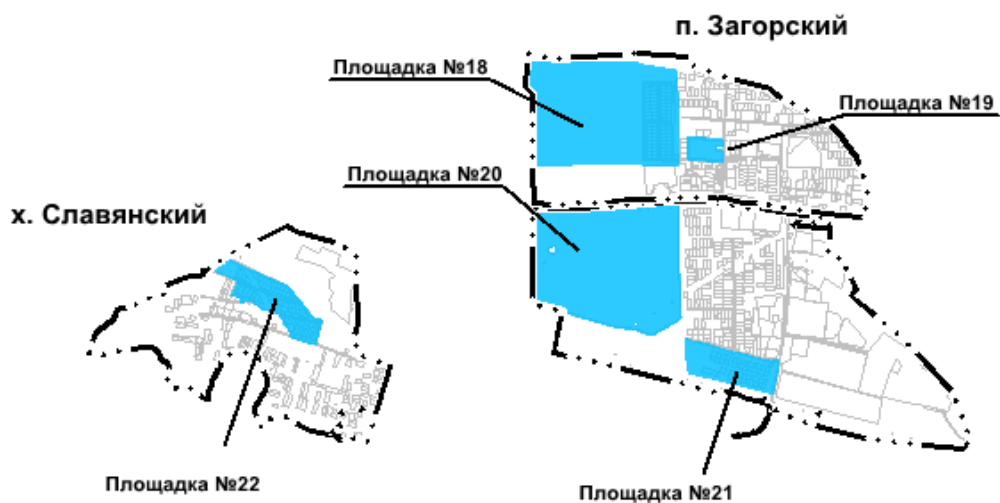 п. Загорский
Площадка №18
Площадка №19
Площадка №20
х. Славянский
Площадка №22
Площадка №21